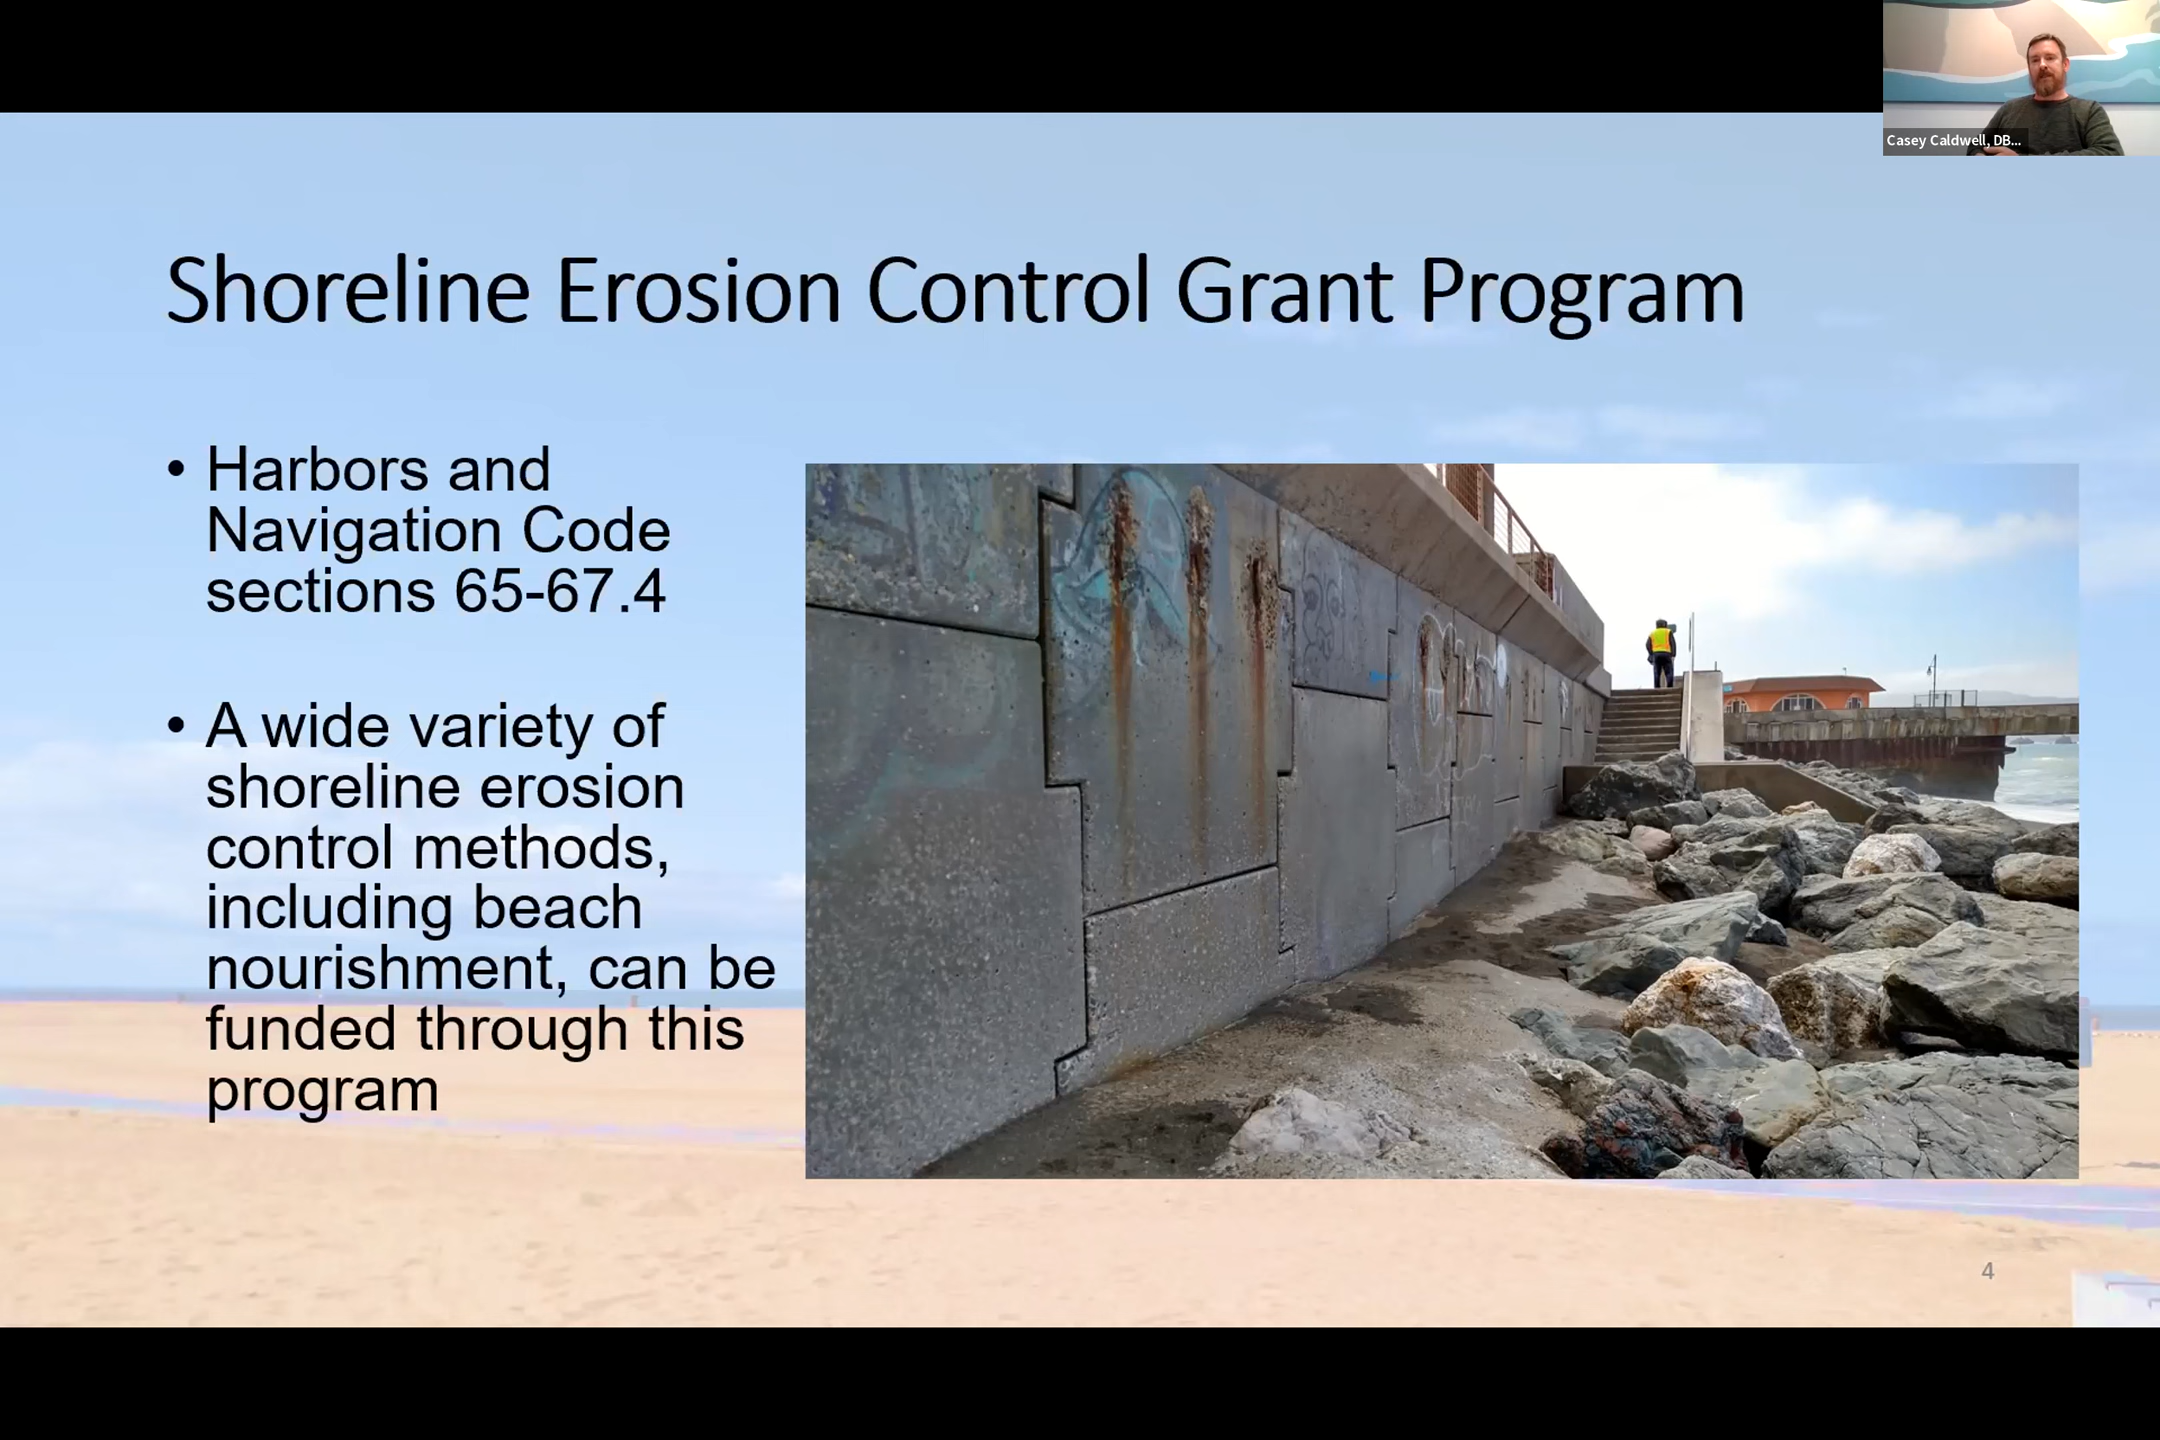 Casey Caldwell, DB...
Shoreline Erosion Control Grant Program
• Harbors and
Navigation Code
sections 65-67.4
• A wide variety of
shoreline erosion
control methods,
including beach
nourishment, can be
funded through this
program
4